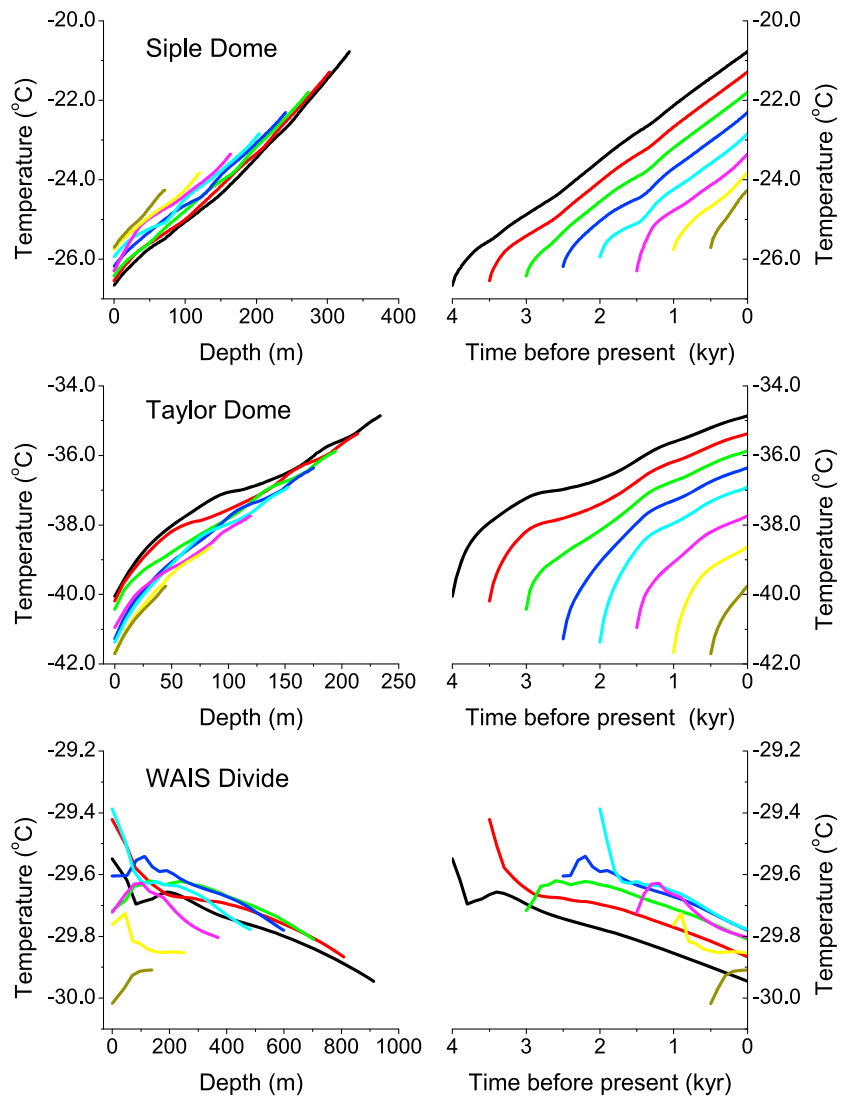 Siple Dome
Temperature (°C)
-20.0
-22.0
-24.0
-26.0
0 100 200 300 400
Depth (m)
4 3 2 1 0
Time before present (kyr)
-20.0
-22.0
-24.0
-26.0
Temperature (°C)
Taylor Dome
Temperature (°C)
-34.0
-36.0
-38.0
-40.0
-42.0
0 50 100 150 200 250
Depth (m)
4 3 2 1 0
Time before present (kyr)
-34.0
-36.0
-38.0
-40.0
-42.0
Temperature (°C)
WAIS Divide
Temperature (°C)
-29.2
-29.4
-29.6
-29.8
-30.0
0 200 400 600 800 1000
Depth (m)
4 3 2 1 0
Time before present (kyr)
-29.2
-29.4
-29.6
-29.8
-30.0
Temperature (°C)